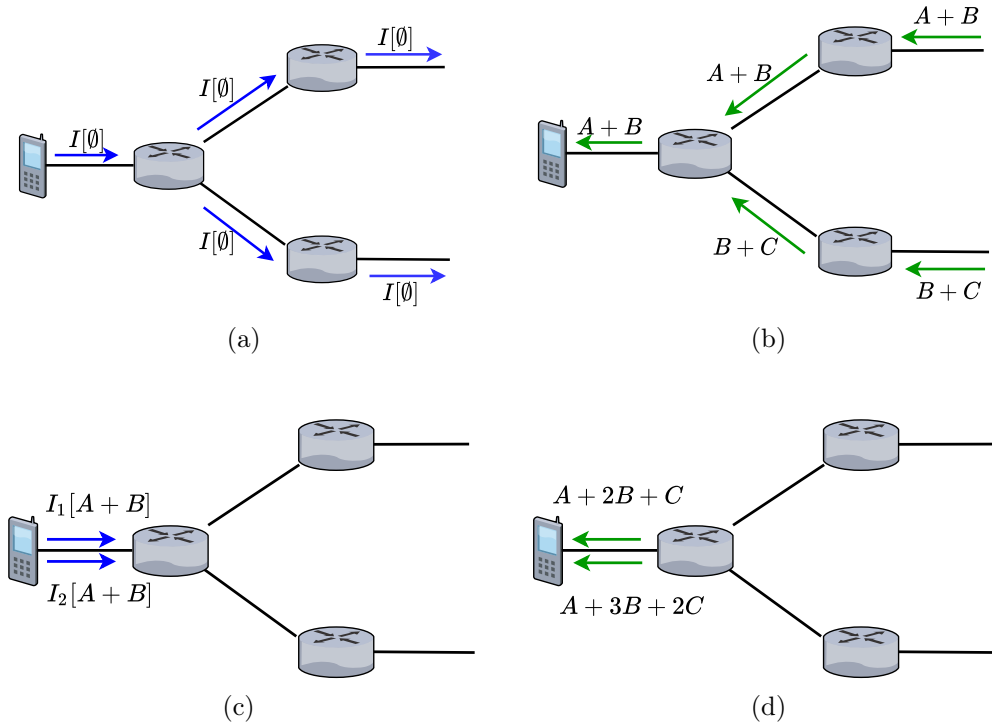 I[∅]
I[∅]
I[∅]
I[∅]
I[∅]
(a)
A + B
A + B
A + B
B + C
B + C
(b)
I₁[A + B]
I₂[A + B]
(c)
A + 2B + C
A + 3B + 2C
(d)